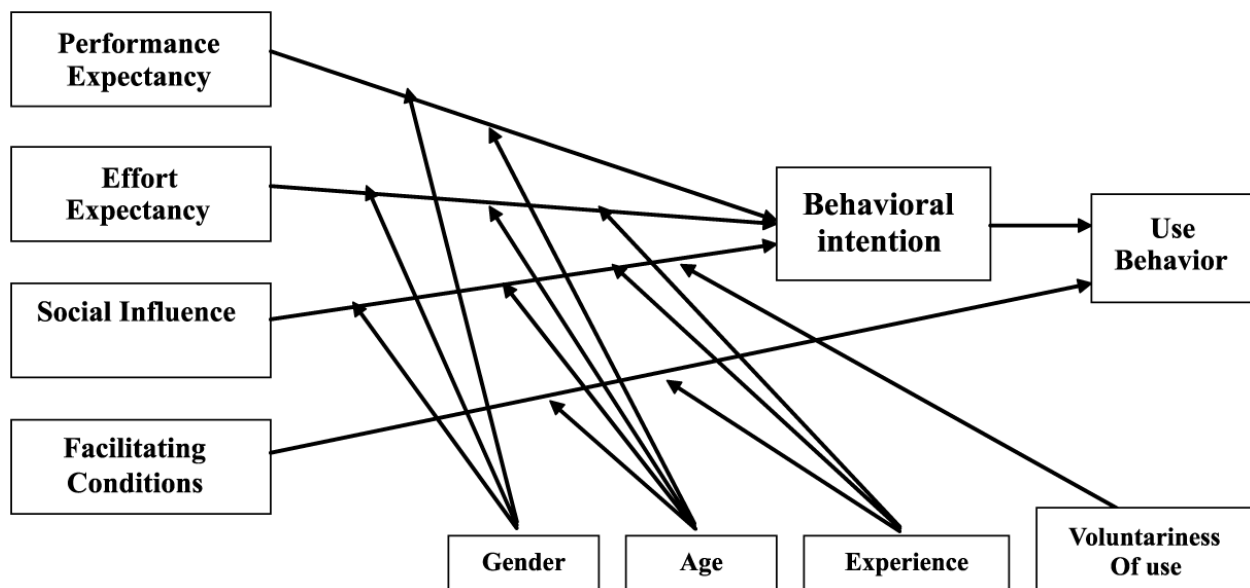 Performance
Expectancy
Effort
Expectancy
Social Influence
Facilitating
Conditions
Behavioral
intention
Use
Behavior
Gender
Age
Experience
Voluntariness
Of use